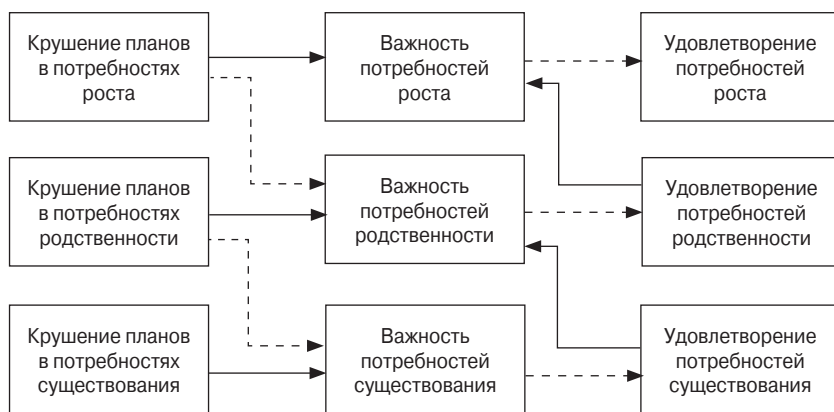 Крушение планов
в потребностях
роста
Важность
потребностей
роста
Удовлетворение
потребностей
роста
Крушение планов
в потребностях
родственности
Важность
потребностей
родственности
Удовлетворение
потребностей
родственности
Крушение планов
в потребностях
существования
Важность
потребностей
существования
Удовлетворение
потребностей
существования